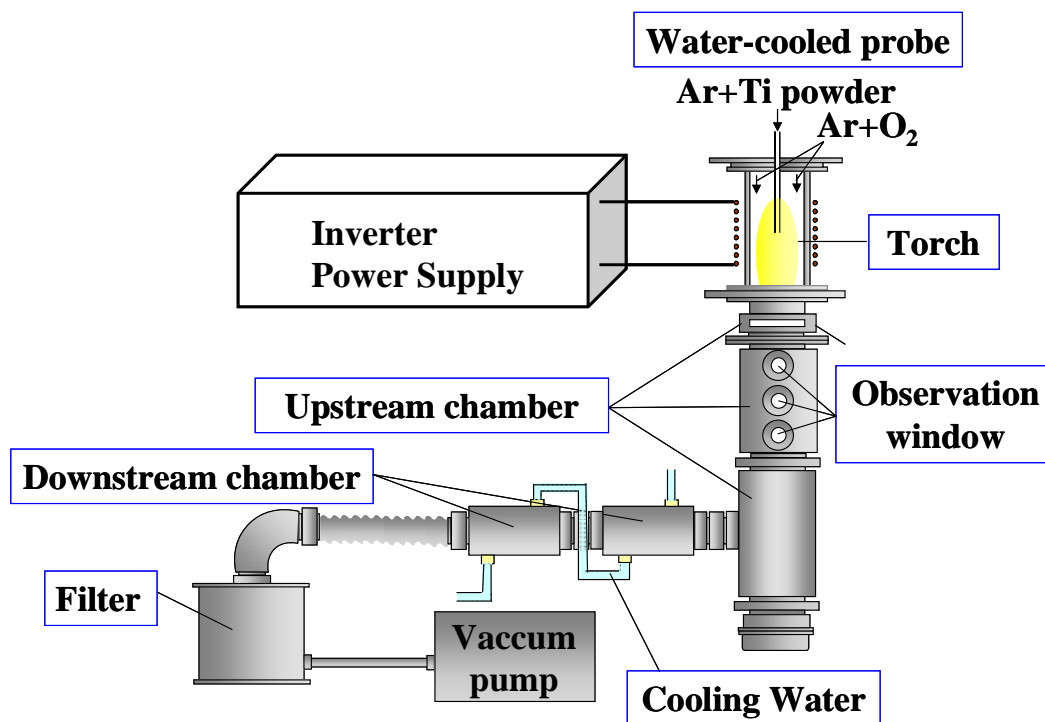 Water-cooled probe
Ar+Ti powder
Ar+O₂
Inverter
Power Supply
Torch
Upstream chamber
Observation
window
Downstream chamber
Filter
Vaccum
pump
Cooling Water